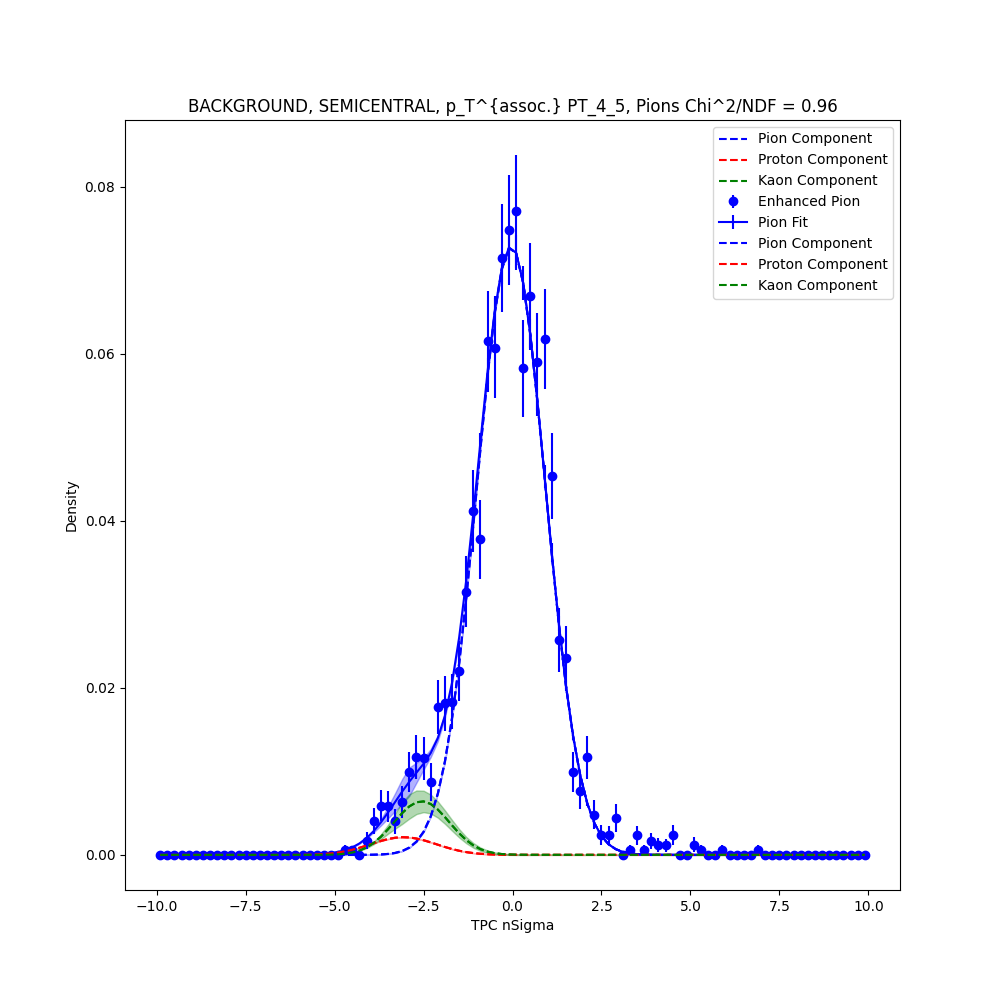 BACKGROUND, SEMICENTRAL, p_T^{assoc.} PT_4_5, Pions Chi^2/NDF = 0.96
Pion Component
Proton Component
Kaon Component
Enhanced Pion
Pion Fit
Pion Component
Proton Component
Kaon Component
0.08
0.06
0.04
0.02
0.00
Density
−10.0 −7.5 −5.0 −2.5 0.0 2.5 5.0 7.5 10.0
TPC nSigma